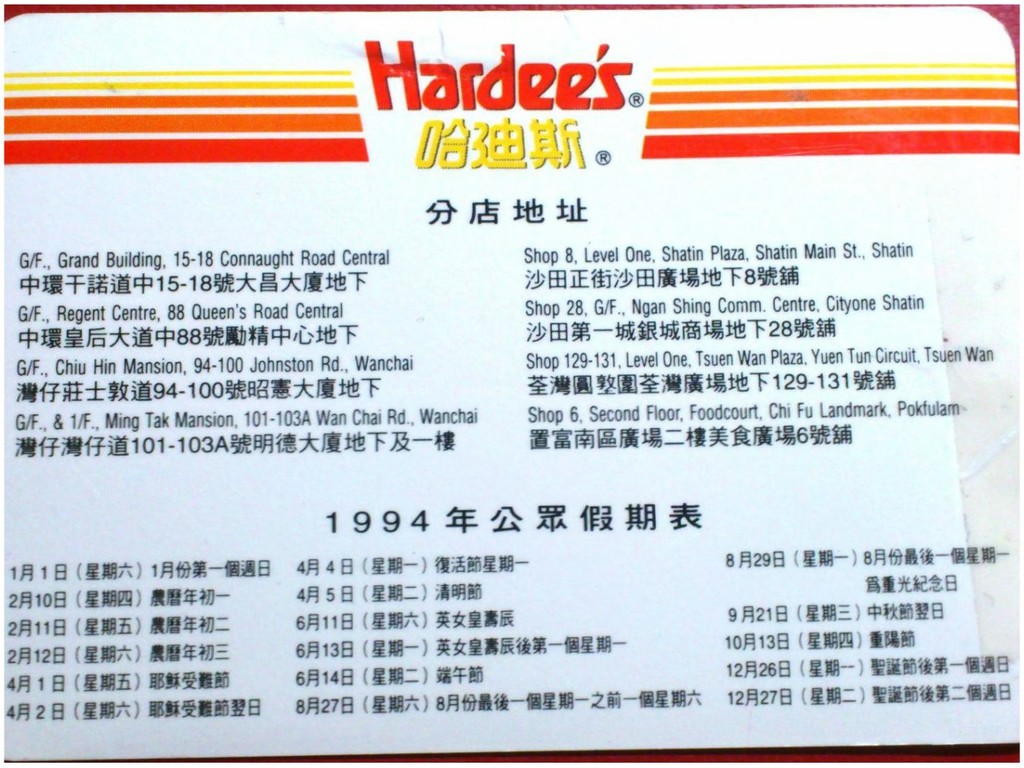 Hardee's®
哈迪斯®
分店地址
G/F., Grand Building, 15-18 Connaught Road Central
中環干諾道中15-18號大昌大廈地下
G/F., Regent Centre, 88 Queen's Road Central
中環皇后大道中88號勵精中心地下
G/F., Chiu Hin Mansion, 94-100 Johnston Rd., Wanchai
灣仔莊士敦道94-100號昭憲大廈地下
G/F., & 1/F., Ming Tak Mansion, 101-103A Wan Chai Rd., Wanchai
灣仔灣仔道101-103A號明德大廈地下及一樓
Shop 8, Level One, Shatin Plaza, Shatin Main St., Shatin
沙田正街沙田廣場地下8號舖
Shop 28, G/F., Ngan Shing Comm. Centre, Cityone Shatin
沙田第一城銀城商場地下28號舖
Shop 129-131, Level One, Tsuen Wan Plaza, Yuen Tun Circuit, Tsuen Wan
荃灣圓墪圍荃灣廣場地下129-131號舖
Shop 6, Second Floor, Foodcourt, Chi Fu Landmark, Pokfulam
置富南區廣場二樓美食廣場6號舖
1994年公眾假期表
1月1日（星期六）1月份第一個週日
2月10日（星期四）農曆年初一
2月11日（星期五）農曆年初二
2月12日（星期六）農曆年初三
4月1日（星期五）耶穌受難節
4月2日（星期六）耶穌受難節翌日
4月4日（星期一）復活節星期一
4月5日（星期二）清明節
6月11日（星期六）英女皇壽辰
6月13日（星期一）英女皇壽辰後第一個星期一
6月14日（星期二）端午節
8月27日（星期六）8月份最後一個星期一之前一個星期六
8月29日（星期一）8月份最後一個星期一
爲重光紀念日
9月21日（星期三）中秋節翌日
10月13日（星期四）重陽節
12月26日（星期一）聖誕節後第一個週日
12月27日（星期二）聖誕節後第二個週日